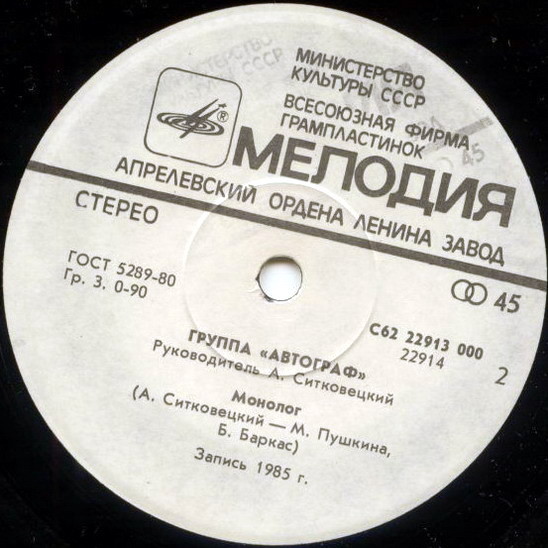 МИНИСТЕРСТВО
КУЛЬТУРЫ СССР
ВСЕСОЮЗНАЯ ФИРМА
ГРАМПЛАСТИНОК
®
МЕЛОДИЯ
АПРЕЛЕВСКИЙ ОРДЕНА ЛЕНИНА ЗАВОД
СТЕРЕО
ГОСТ 5289-80
Гр. 3. 0-90
45
С62 22913 000
22914
2
ГРУППА «АВТОГРАФ»
Руководитель А. Ситковецкий
Монолог
(А. Ситковецкий — М. Пушкина,
Б. Баркас)
Запись 1985 г.